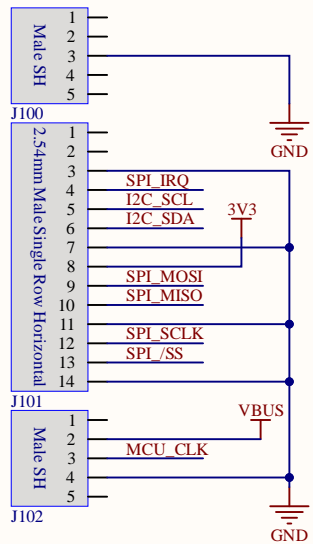 Male SH
1
2
3
4
5
J100
GND
2.54mm Male Single Row Horizontal
1
2
3
4 SPI_IRQ
5 I2C_SCL
6 I2C_SDA
3V3
7
8
9 SPI_MOSI
10 SPI_MISO
11
12 SPI_SCLK
13 SPI_/SS
14
J101
Male SH
1
VBUS
2
3 MCU_CLK
4
5
J102
GND